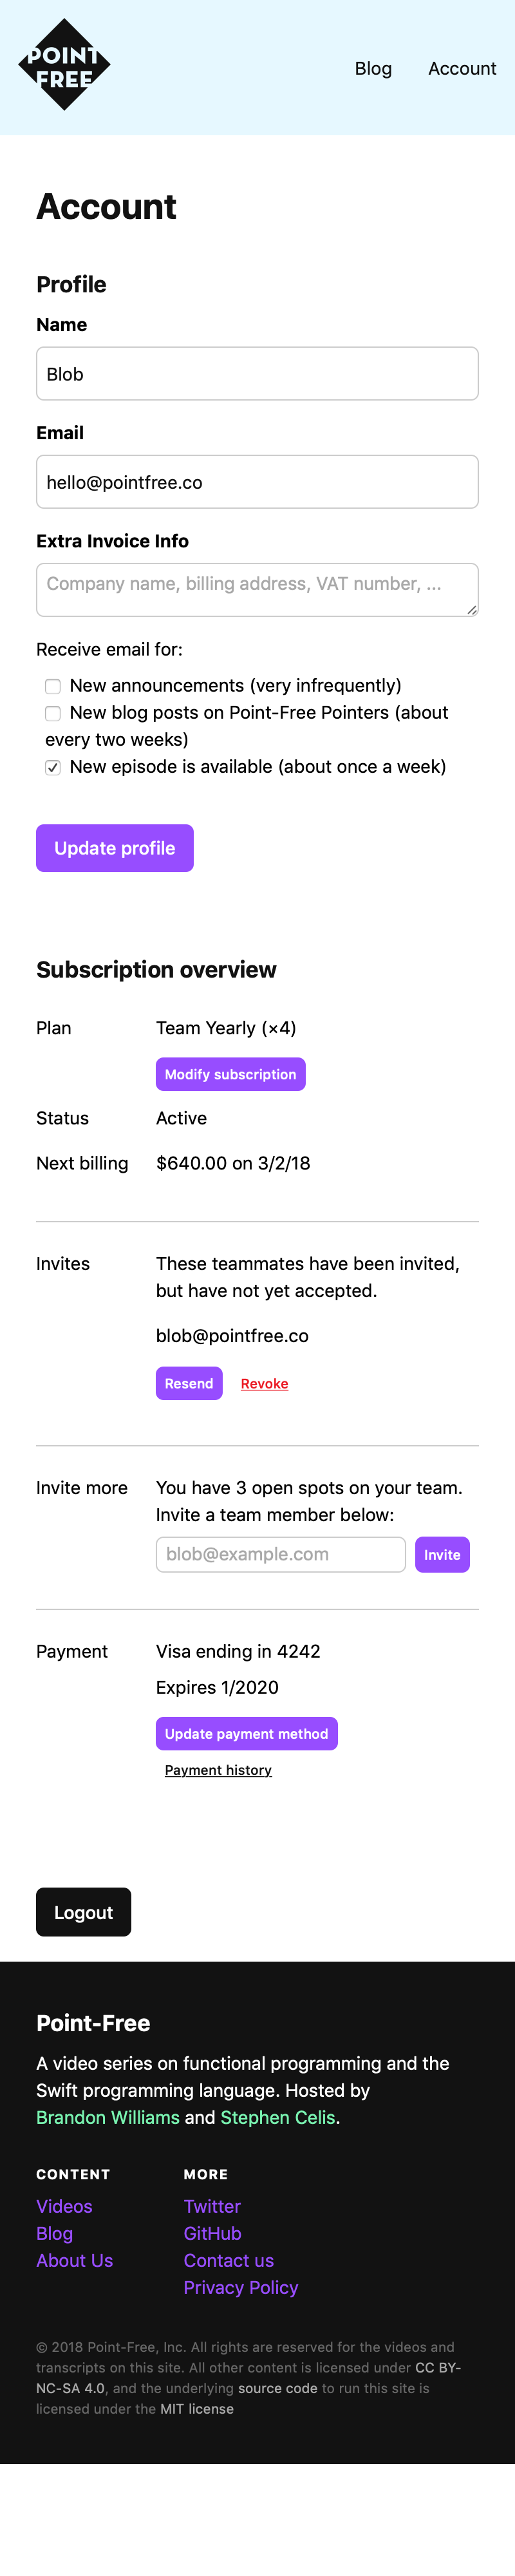 POINT
FREE
Blog
Account
Account
Profile
Name
Blob
Email
hello@pointfree.co
Extra Invoice Info
Company name, billing address, VAT number, ...
Receive email for:
New announcements (very infrequently)
New blog posts on Point-Free Pointers (about
every two weeks)
New episode is available (about once a week)
Update profile
Subscription overview
Plan
Team Yearly (×4)
Modify subscription
Status
Active
Next billing
$640.00 on 3/2/18
Invites
These teammates have been invited,
but have not yet accepted.
blob@pointfree.co
Resend
Revoke
Invite more
You have 3 open spots on your team.
Invite a team member below:
blob@example.com
Invite
Payment
Visa ending in 4242
Expires 1/2020
Update payment method
Payment history
Logout
Point-Free
A video series on functional programming and the
Swift programming language. Hosted by
Brandon Williams and Stephen Celis.
CONTENT
Videos
Blog
About Us
MORE
Twitter
GitHub
Contact us
Privacy Policy
© 2018 Point-Free, Inc. All rights are reserved for the videos and
transcripts on this site. All other content is licensed under CC BY-
NC-SA 4.0, and the underlying source code to run this site is
licensed under the MIT license